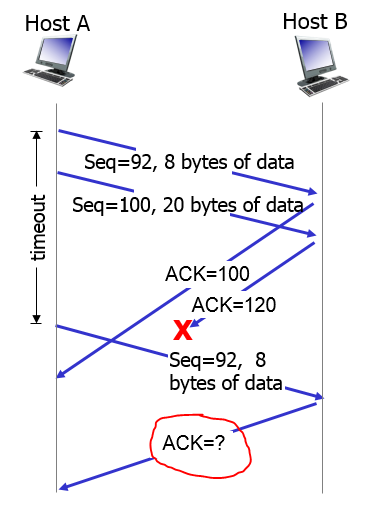 Host A
Host B
Seq=92, 8 bytes of data
Seq=100, 20 bytes of data
timeout
ACK=100
ACK=120
X
Seq=92, 8
bytes of data
ACK=?